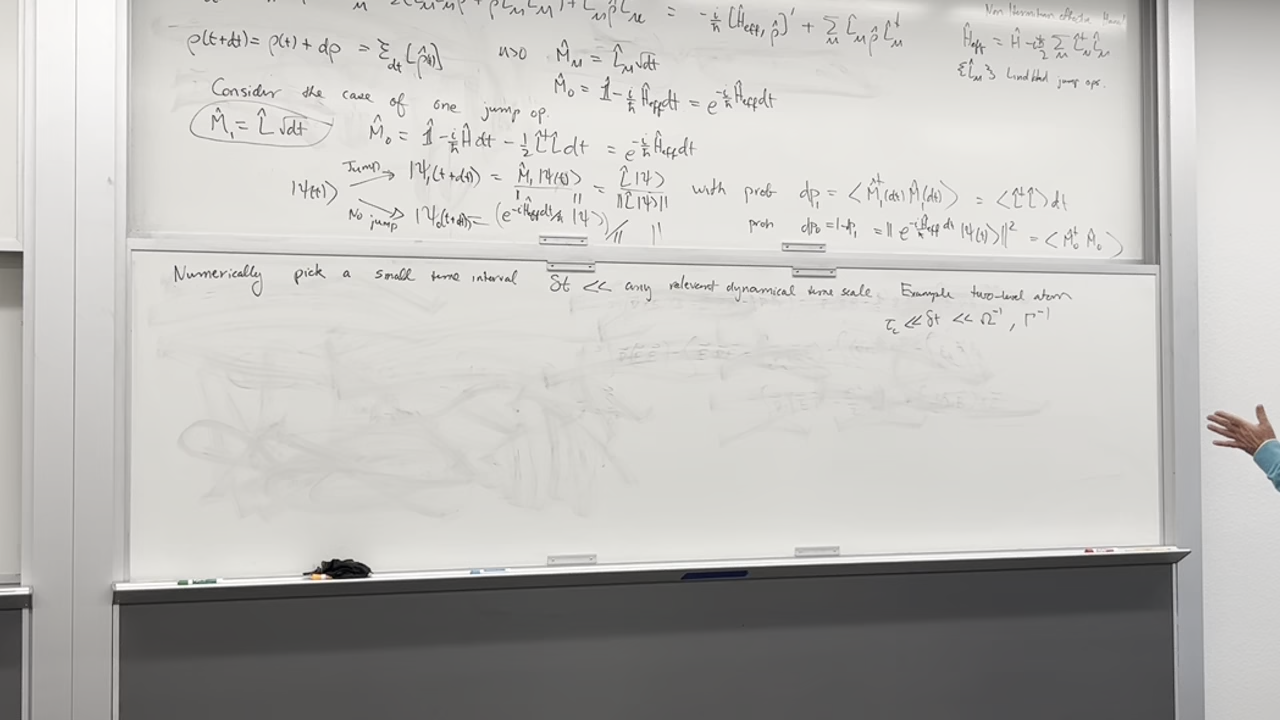 = -i/ħ [Ĥeff, ρ̂]' + Σ_μ L̂_μ ρ̂ L̂_μ†
Non Hermitian effective Ham!
Ĥeff = Ĥ - iħ/2 Σ_μ L̂_μ† L̂_μ
{L̂_μ} Lindblad jump ops.
ρ(t+dt) = ρ(t) + dρ = Ɛ_dt[ρ̂(t)] μ>0 M̂_μ = L̂_μ √dt
M̂_0 = 𝟙 - i/ħ Ĥeff dt = e^{-i/ħ Ĥeff dt}
Consider the case of one jump op.
M̂_1 = L̂ √dt M̂_0 = 𝟙̂ - i/ħ Ĥ dt - 1/2 L̂†L̂ dt = e^{-i/ħ Ĥeff dt}
|ψ(t)⟩ Jump → |ψ_1(t+dt)⟩ = M̂_1|ψ(t)⟩ / || || = L̂|ψ⟩ / ||L̂|ψ⟩|| with prob dp_1 = ⟨M̂_1†(dt) M̂_1(dt)⟩ = ⟨L̂†L̂⟩dt
No jump → |ψ_0(t+dt)⟩ = (e^{-iĤeff dt/ħ} |ψ⟩) / || || prob dp_0 = 1-dp_1 = || e^{-i/ħ Ĥeff dt} |ψ(t)⟩ ||² = ⟨M̂_0† M̂_0⟩
Numerically pick a small time interval δt << any relevant dynamical time scale. Example two-level atom
τ_c << δt << Ω⁻¹, Γ⁻¹